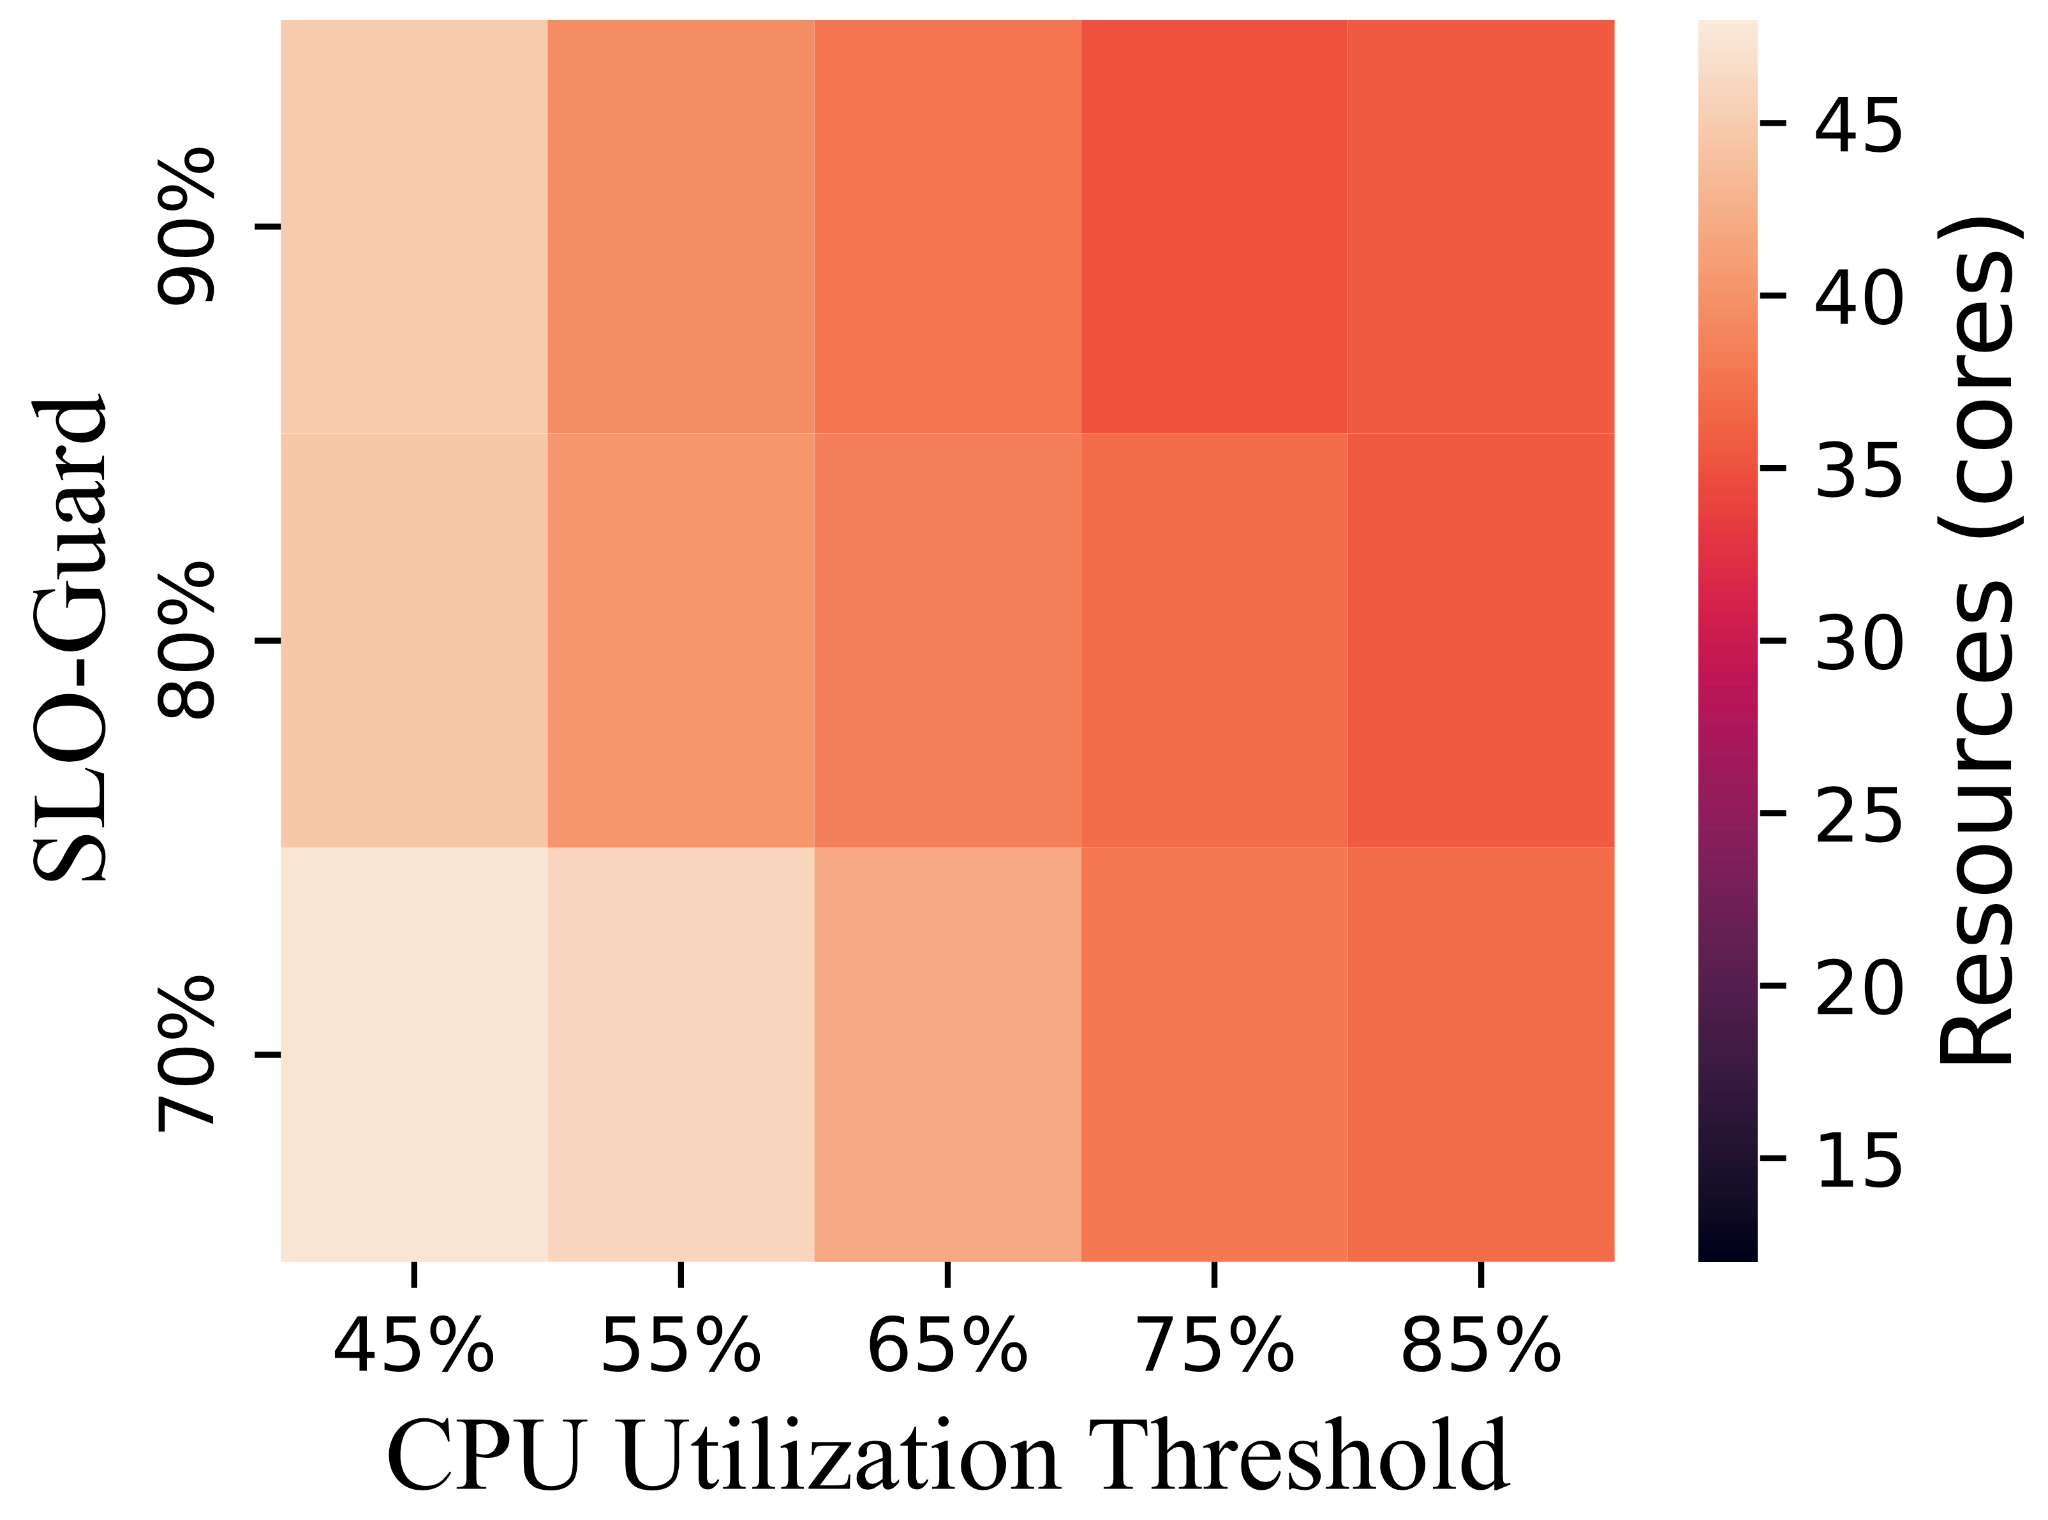 SLO-Guard
90%
80%
70%
45% 55% 65% 75% 85%
CPU Utilization Threshold
45
40
35
30
25
20
15
Resources (cores)